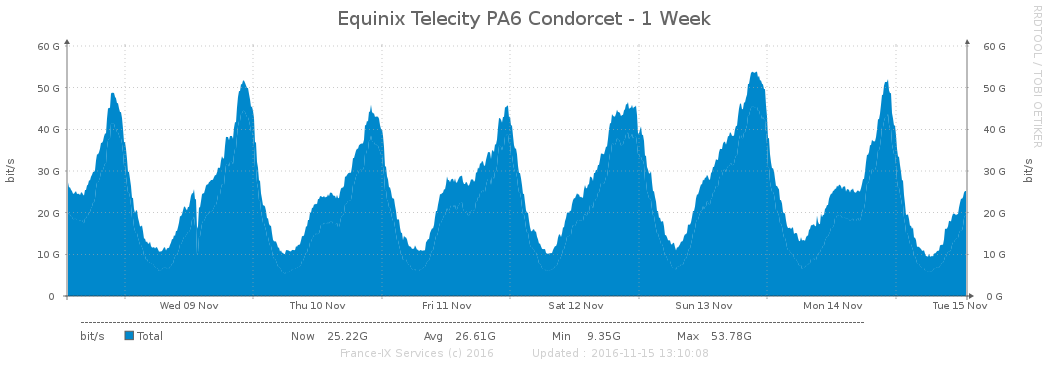 Equinix Telecity PA6 Condorcet - 1 Week
RRDTOOL / TOBI OETIKER
60 G 60 G
50 G 50 G
40 G 40 G
30 G 30 G
20 G 20 G
10 G 10 G
0 0 G
bit/s
bit/s
Wed 09 Nov Thu 10 Nov Fri 11 Nov Sat 12 Nov Sun 13 Nov Mon 14 Nov Tue 15 Nov
bit/s Total Now 25.22G Avg 26.61G Min 9.35G Max 53.78G
France-IX Services (c) 2016 Updated : 2016-11-15 13:10:08